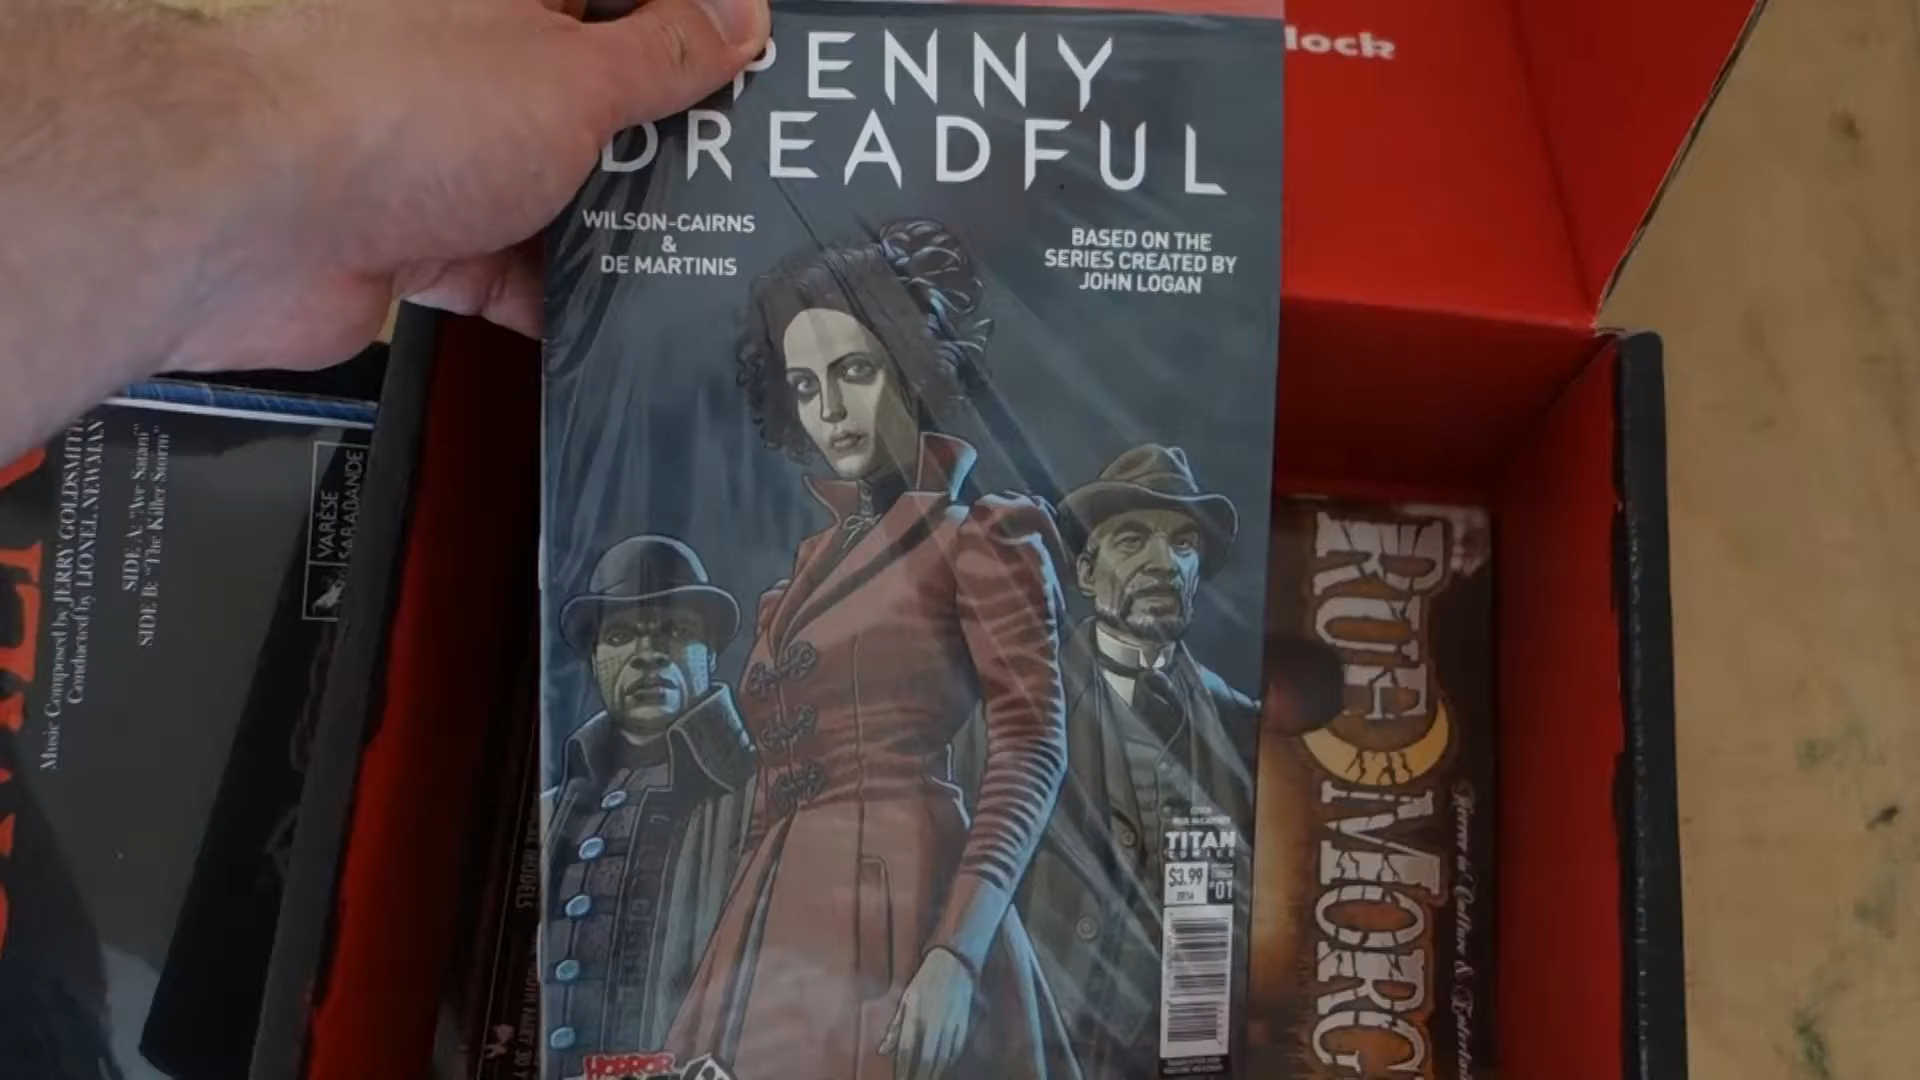 PENNY
DREADFUL
WILSON-CAIRNS
&
DE MARTINIS
BASED ON THE
SERIES CREATED BY
JOHN LOGAN
TITAN
COMICS
$3.99
#01
HORROR
lock
Music Composed by JERRY GOLDSMITH
Conducted by LIONEL NEWMAN
SIDE A: "Ave Satani"
SIDE B: "The Killer Storm"
VARÈSE
SARABANDE
RUE
MORG